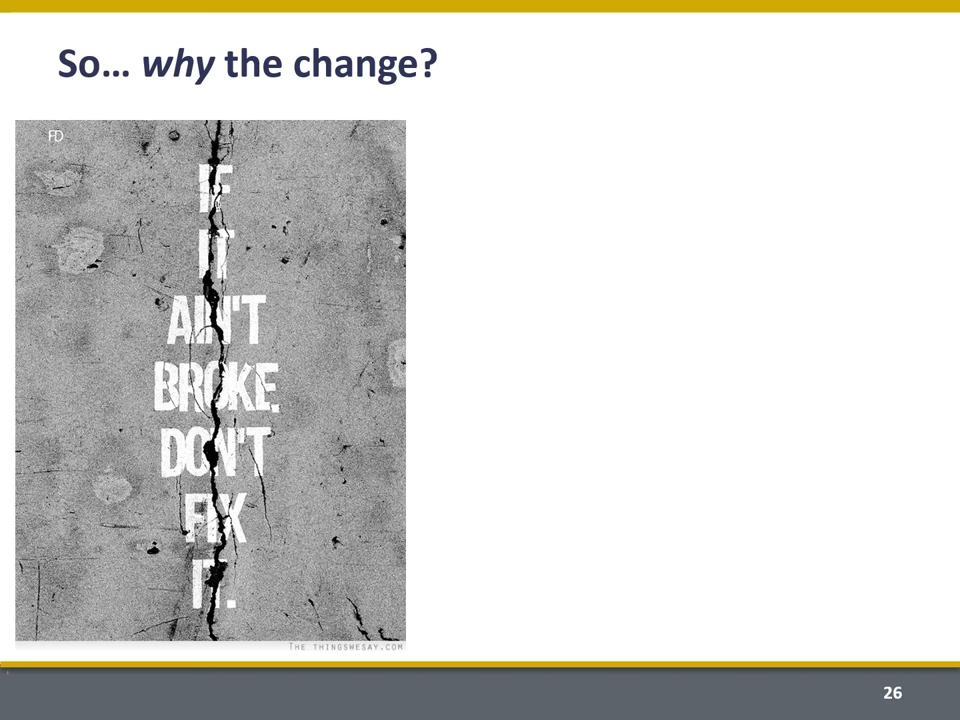 So… why the change?
FD
IF
IT
AIN'T
BROKE.
DON'T
FIX
IT.
THE THINGSWESAY.COM
26